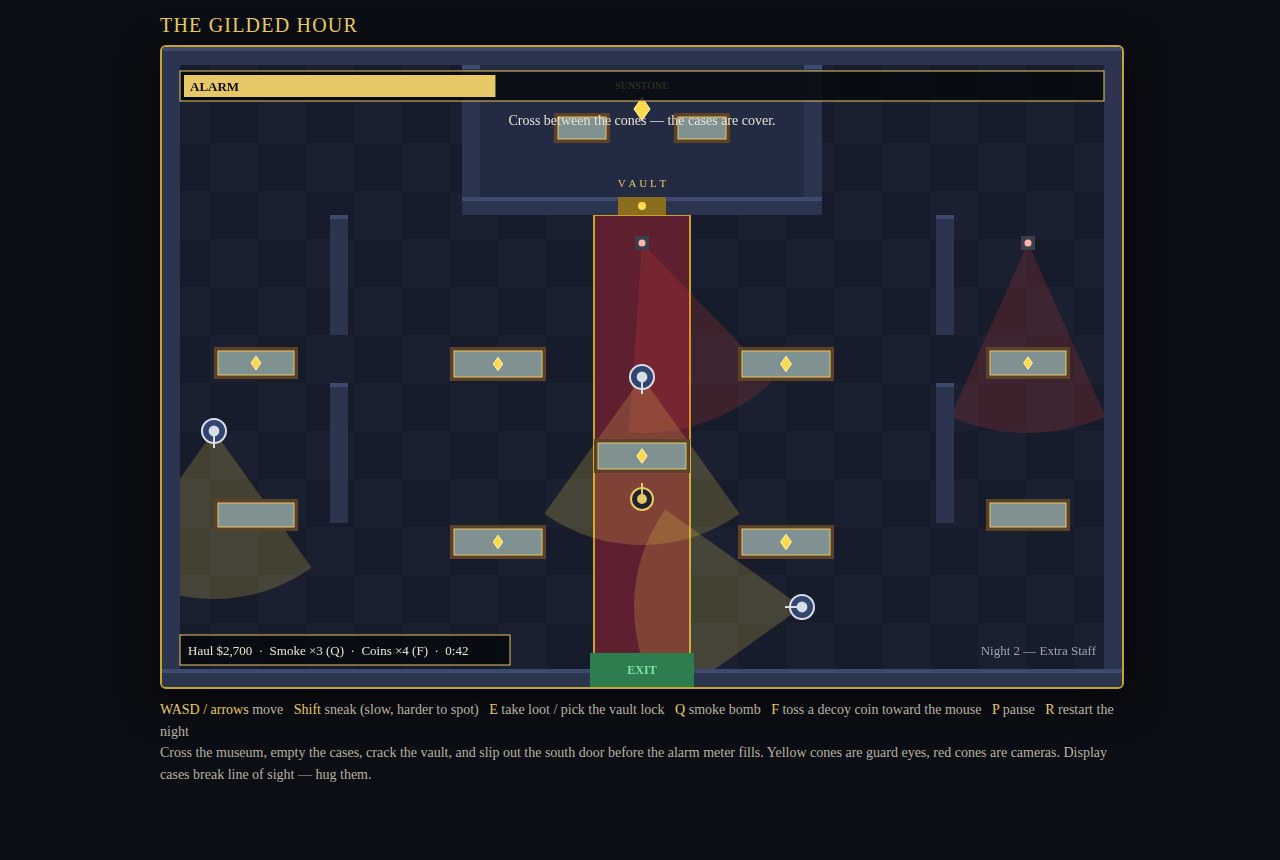 THE GILDED HOUR
ALARM
SUNSTONE
Cross between the cones — the cases are cover.
VAULT
Haul $2,700 · Smoke ×3 (Q) · Coins ×4 (F) · 0:42
Night 2 — Extra Staff
EXIT
WASD / arrows move Shift sneak (slow, harder to spot) E take loot / pick the vault lock Q smoke bomb F toss a decoy coin toward the mouse P pause R restart the
night
Cross the museum, empty the cases, crack the vault, and slip out the south door before the alarm meter fills. Yellow cones are guard eyes, red cones are cameras. Display
cases break line of sight — hug them.